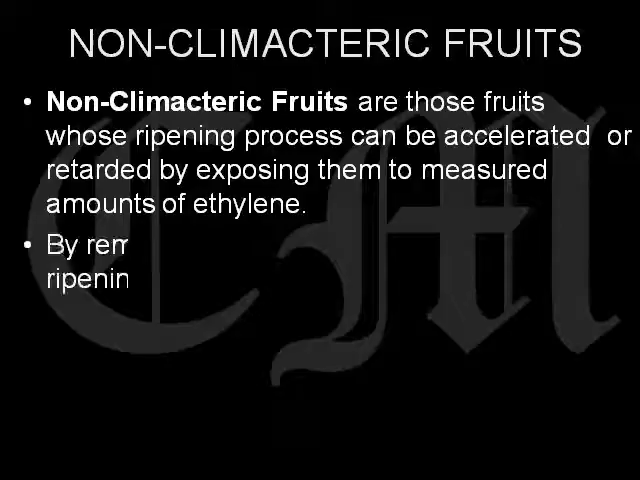 NON-CLIMACTERIC FRUITS
• Non-Climacteric Fruits are those fruits
whose ripening process can be accelerated or
retarded by exposing them to measured
amounts of ethylene.
• By rem
ripenin
CM